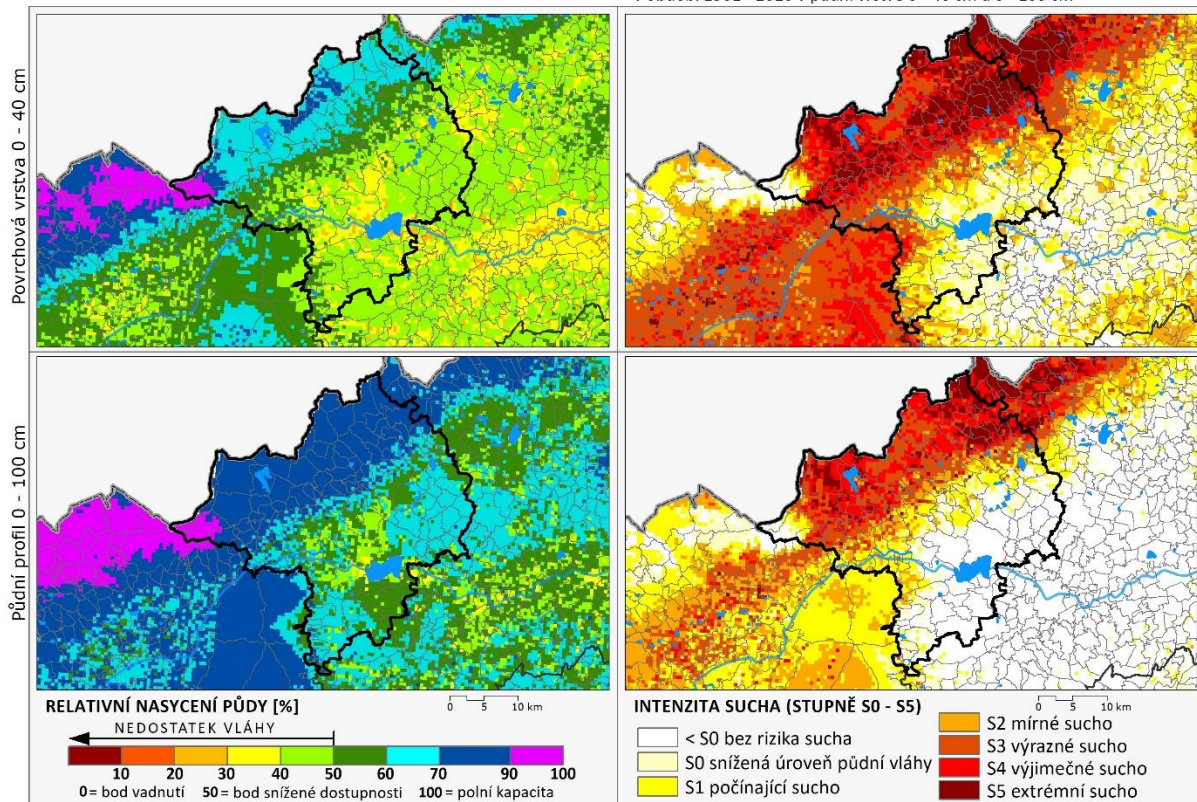 Povrchová vrstva 0 - 40 cm
Půdní profil 0 - 100 cm
RELATIVNÍ NASYCENÍ PŮDY [%]
0 5 10 km
NEDOSTATEK VLÁHY
10 20 30 40 50 60 70 90 100
0= bod vadnutí 50 = bod snížené dostupnosti 100 = polní kapacita
INTENZITA SUCHA (STUPNĚ S0 - S5)
0 5 10 km
< S0 bez rizika sucha
S0 snížená úroveň půdní vláhy
S1 počínající sucho
S2 mírné sucho
S3 výrazné sucho
S4 výjimečné sucho
S5 extrémní sucho